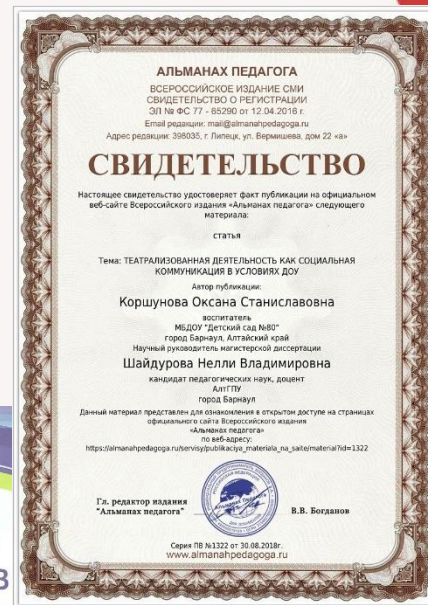 АЛЬМАНАХ ПЕДАГОГА
ВСЕРОССИЙСКОЕ ИЗДАНИЕ СМИ
СВИДЕТЕЛЬСТВО О РЕГИСТРАЦИИ
ЭЛ № ФС 77 - 65290 от 12.04.2016 г.
Email редакции: mail@almanahpedagoga.ru
Адрес редакции: 398035, г. Липецк, ул. Вермишева, дом 22 «а»
СВИДЕТЕЛЬСТВО
Настоящее свидетельство удостоверяет факт публикации на официальном
веб-сайте Всероссийского издания «Альманах педагога» следующего
материала:
статья
Тема: ТЕАТРАЛИЗОВАННАЯ ДЕЯТЕЛЬНОСТЬ КАК СОЦИАЛЬНАЯ
КОММУНИКАЦИЯ В УСЛОВИЯХ ДОУ
Автор публикации:
Коршунова Оксана Станиславовна
воспитатель
МБДОУ "Детский сад №80"
город Барнаул, Алтайский край
Научный руководитель магистерской диссертации
Шайдурова Нелли Владимировна
кандидат педагогических наук, доцент
АлтГПУ
город Барнаул
Данный материал представлен для ознакомления в открытом доступе на страницах
официального сайта Всероссийского издания
«Альманах педагога»
по веб-адресу:
https://almanahpedagoga.ru/servisy/publikaciya_materiala_na_saite/material?id=1322
Гл. редактор издания
"Альманах педагога"
Альманах Педагога
В.В. Богданов
Серия ПВ №1322 от 30.08.2018г.
www.almanahpedagoga.ru
В